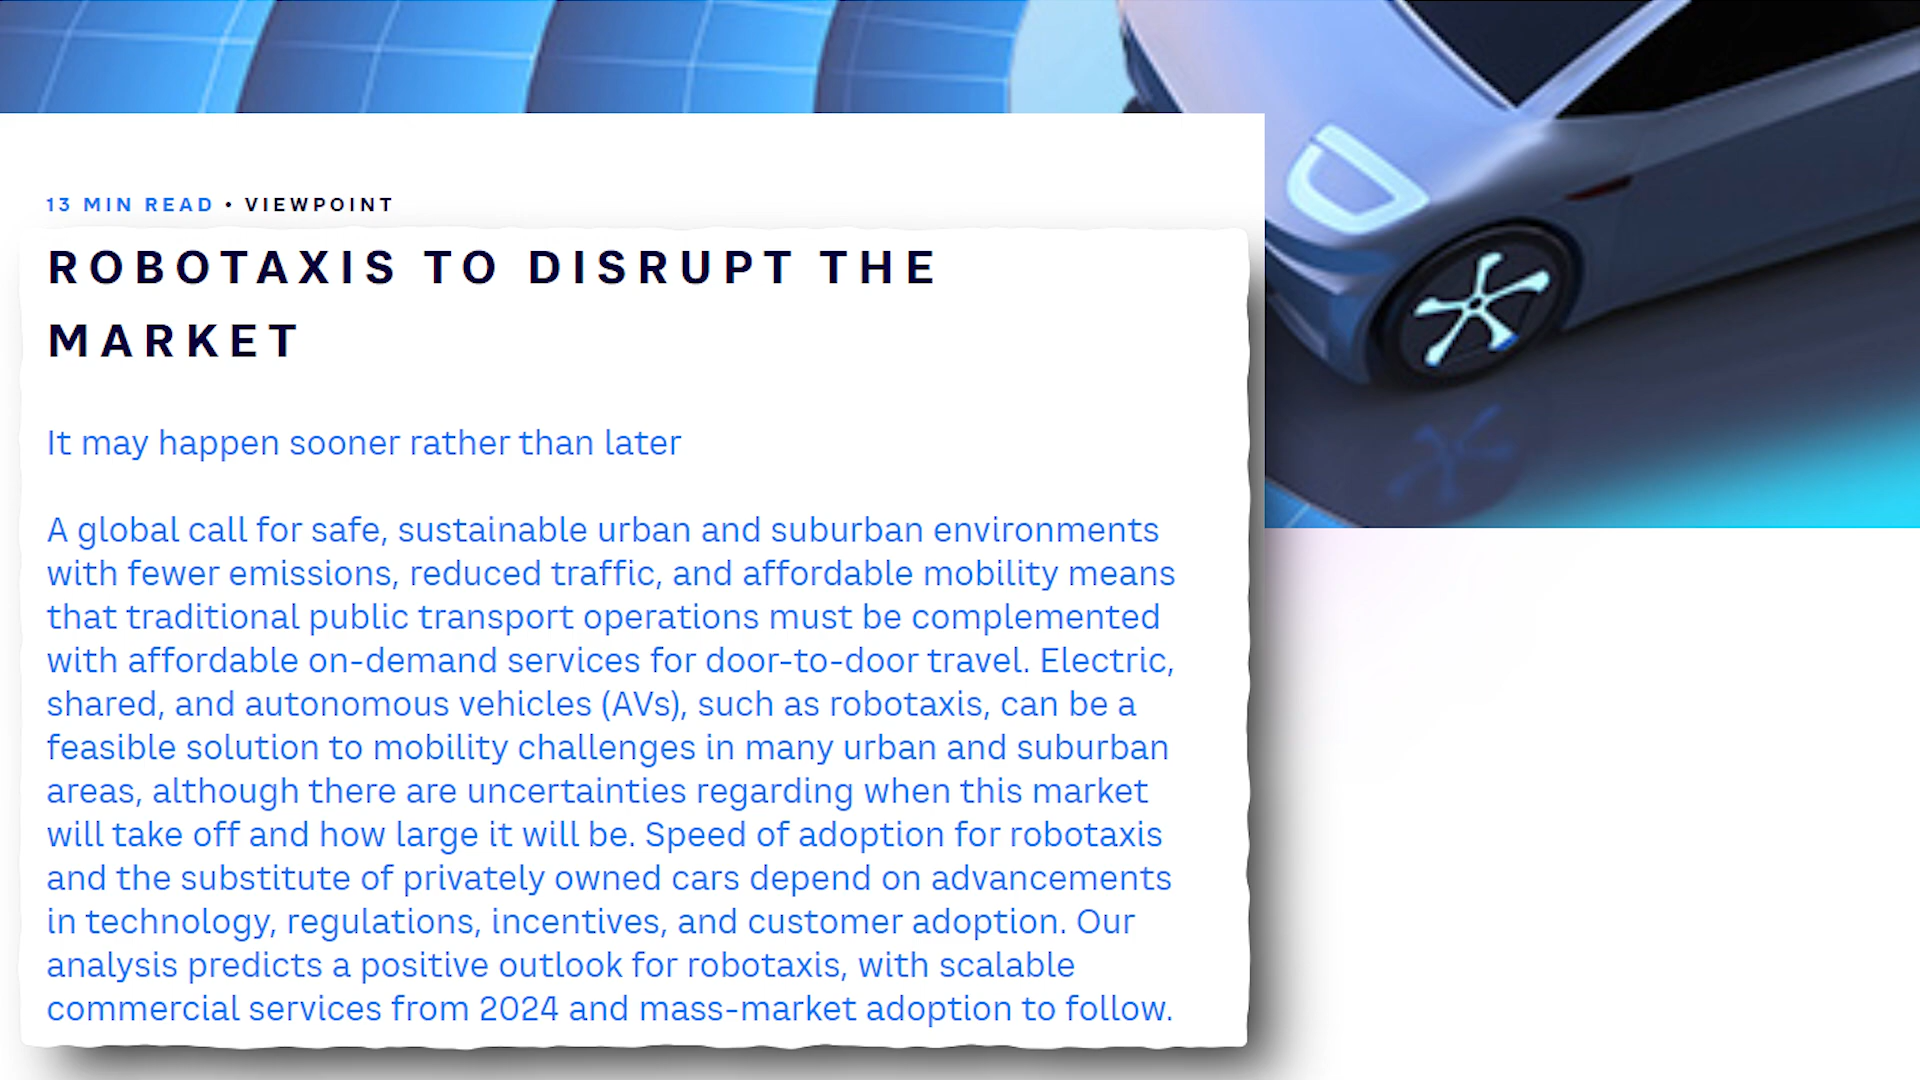 13 MIN READ • VIEWPOINT
ROBOTAXIS TO DISRUPT THE
MARKET
It may happen sooner rather than later
A global call for safe, sustainable urban and suburban environments
with fewer emissions, reduced traffic, and affordable mobility means
that traditional public transport operations must be complemented
with affordable on-demand services for door-to-door travel. Electric,
shared, and autonomous vehicles (AVs), such as robotaxis, can be a
feasible solution to mobility challenges in many urban and suburban
areas, although there are uncertainties regarding when this market
will take off and how large it will be. Speed of adoption for robotaxis
and the substitute of privately owned cars depend on advancements
in technology, regulations, incentives, and customer adoption. Our
analysis predicts a positive outlook for robotaxis, with scalable
commercial services from 2024 and mass-market adoption to follow.